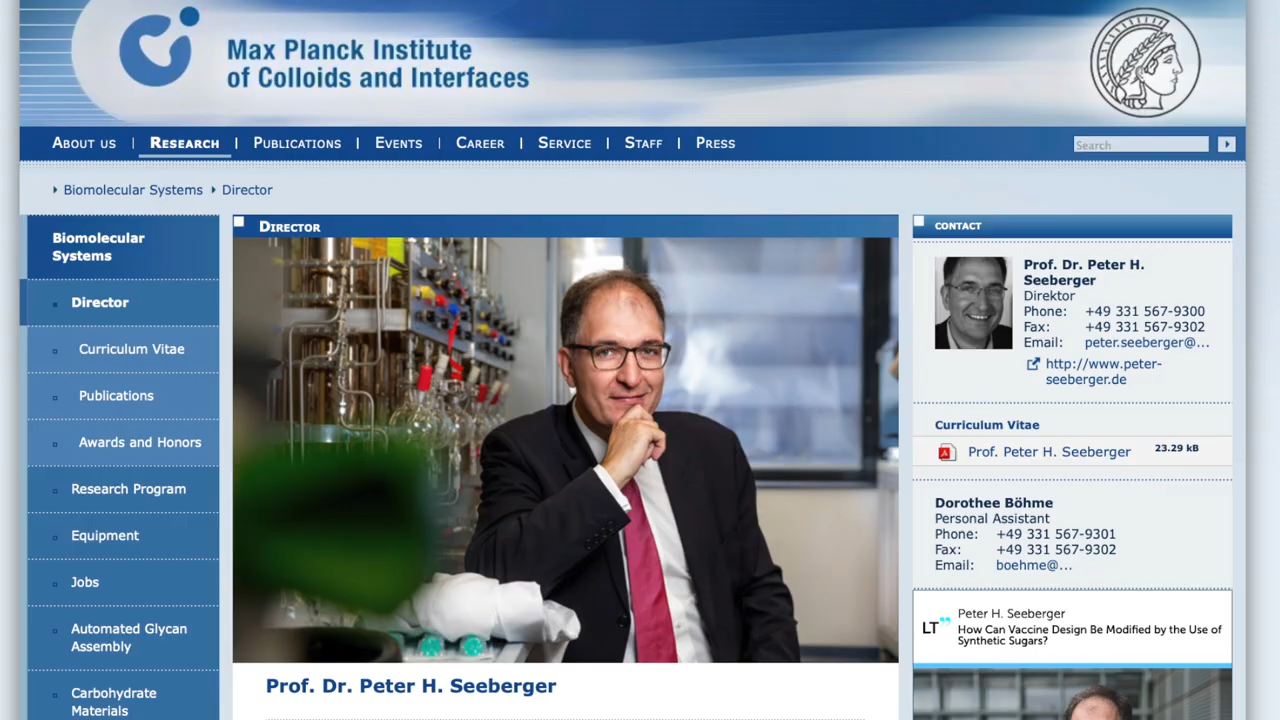 Max Planck Institute
of Colloids and Interfaces
About us | Research | Publications | Events | Career | Service | Staff | Press
Search
Biomolecular Systems Director
Biomolecular
Systems
Director
Curriculum Vitae
Publications
Awards and Honors
Research Program
Equipment
Jobs
Automated Glycan
Assembly
Carbohydrate
Materials
Director
Prof. Dr. Peter H. Seeberger
CONTACT
Prof. Dr. Peter H.
Seeberger
Direktor
Phone: +49 331 567-9300
Fax: +49 331 567-9302
Email: peter.seeberger@...
http://www.peter-
seeberger.de
Curriculum Vitae
Prof. Peter H. Seeberger 23.29 kB
Dorothee Böhme
Personal Assistant
Phone: +49 331 567-9301
Fax: +49 331 567-9302
Email: boehme@...
LT
Peter H. Seeberger
How Can Vaccine Design Be Modified by the Use of
Synthetic Sugars?